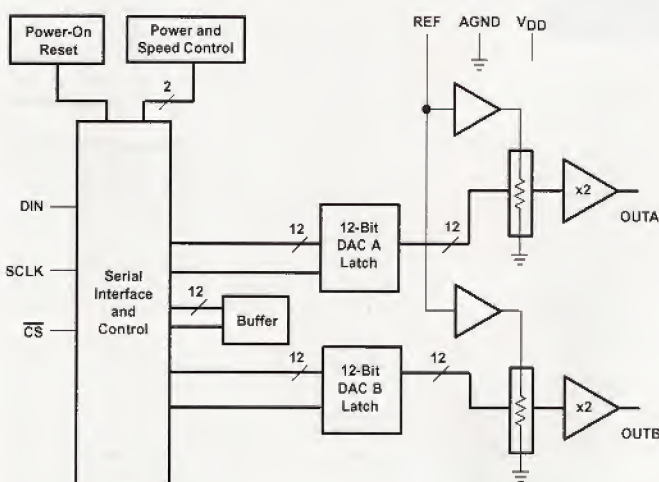 Power-On
Reset
Power and
Speed Control
REF
AGND
VDD
2
DIN
SCLK
CS
Serial
Interface
and
Control
12
12-Bit
DAC A
Latch
12
x2
OUTA
12
Buffer
12
12-Bit
DAC B
Latch
12
x2
OUTB